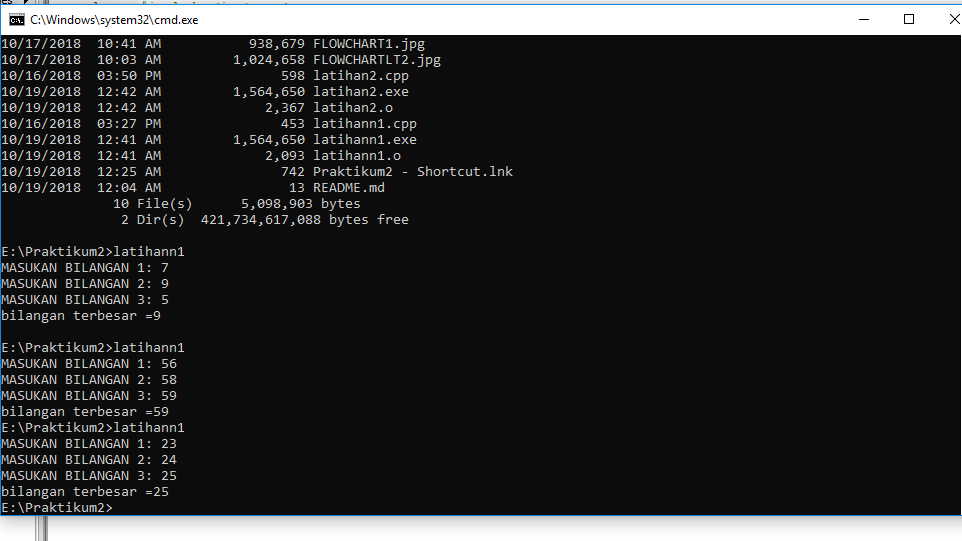 C:\Windows\system32\cmd.exe
10/17/2018  10:41 AM           938,679 FLOWCHART1.jpg
10/17/2018  10:03 AM         1,024,658 FLOWCHARTLT2.jpg
10/16/2018  03:50 PM               598 latihan2.cpp
10/19/2018  12:42 AM         1,564,650 latihan2.exe
10/19/2018  12:42 AM             2,367 latihan2.o
10/16/2018  03:27 PM               453 latihann1.cpp
10/19/2018  12:41 AM         1,564,650 latihann1.exe
10/19/2018  12:41 AM             2,093 latihann1.o
10/19/2018  12:25 AM               742 Praktikum2 - Shortcut.lnk
10/19/2018  12:04 AM                13 README.md
              10 File(s)      5,098,903 bytes
               2 Dir(s)  421,734,617,088 bytes free
E:\Praktikum2>latihann1
MASUKAN BILANGAN 1: 7
MASUKAN BILANGAN 2: 9
MASUKAN BILANGAN 3: 5
bilangan terbesar =9
E:\Praktikum2>latihann1
MASUKAN BILANGAN 1: 56
MASUKAN BILANGAN 2: 58
MASUKAN BILANGAN 3: 59
bilangan terbesar =59
E:\Praktikum2>latihann1
MASUKAN BILANGAN 1: 23
MASUKAN BILANGAN 2: 24
MASUKAN BILANGAN 3: 25
bilangan terbesar =25
E:\Praktikum2>